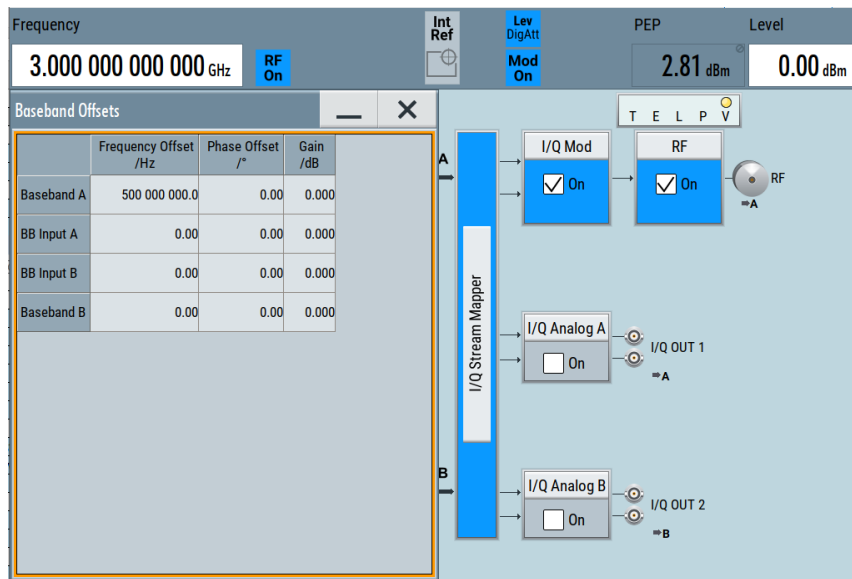 Frequency
Int
Ref
Lev
DigAtt
PEP
Level
3.000 000 000 000 GHz
RF
On
Mod
On
2.81 dBm
0.00 dBm
Baseband Offsets
Frequency Offset
/Hz
Phase Offset
/°
Gain
/dB
Baseband A 500 000 000.0 0.00 0.000
BB Input A 0.00 0.00 0.000
BB Input B 0.00 0.00 0.000
Baseband B 0.00 0.00 0.000
T E L P V
A
I/Q Mod
On
RF
On
RF
⇒A
I/Q Stream Mapper
I/Q Analog A
On
I/Q OUT 1
⇒A
B
I/Q Analog B
On
I/Q OUT 2
⇒B